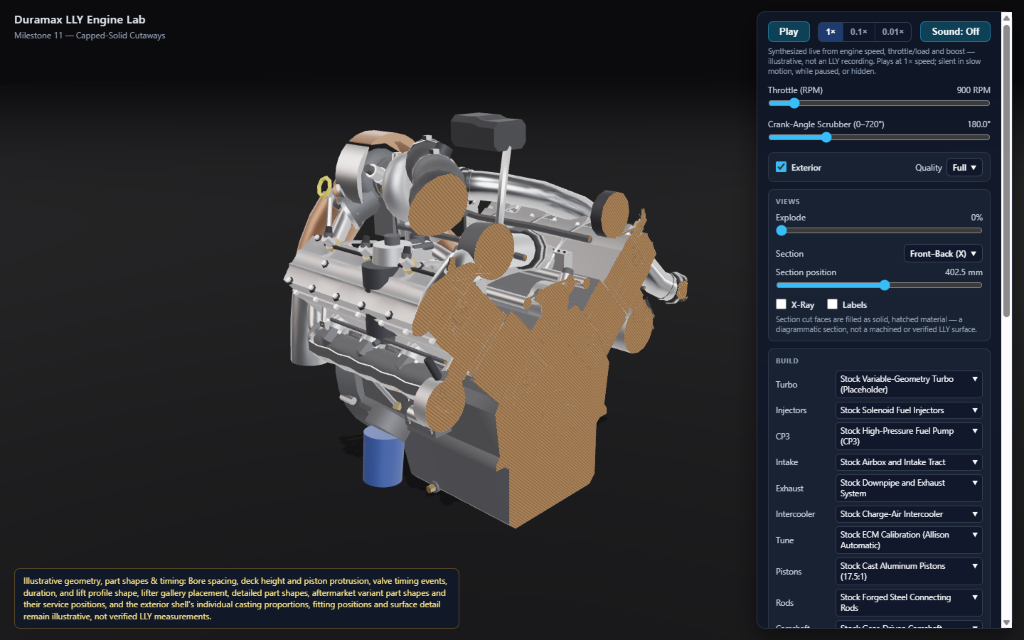 Duramax LLY Engine Lab
Milestone 11 — Capped-Solid Cutaways
Play
1×
0.1×
0.01×
Sound: Off
Synthesized live from engine speed, throttle/load and boost —
illustrative, not an LLY recording. Plays at 1× speed; silent in slow
motion, while paused, or hidden.
Throttle (RPM)
900 RPM
Crank-Angle Scrubber (0–720°)
180.0°
Exterior
Quality
Full
VIEWS
Explode
0%
Section
Front–Back (X)
Section position
402.5 mm
X-Ray
Labels
Section cut faces are filled as solid, hatched material — a
diagrammatic section, not a machined or verified LLY surface.
BUILD
Turbo
Stock Variable-Geometry Turbo
(Placeholder)
Injectors
Stock Solenoid Fuel Injectors
CP3
Stock High-Pressure Fuel Pump
(CP3)
Intake
Stock Airbox and Intake Tract
Exhaust
Stock Downpipe and Exhaust
System
Intercooler
Stock Charge-Air Intercooler
Tune
Stock ECM Calibration (Allison
Automatic)
Pistons
Stock Cast Aluminum Pistons
(17.5:1)
Rods
Stock Forged Steel Connecting
Rods
Illustrative geometry, part shapes & timing: Bore spacing, deck height and piston protrusion, valve timing events,
duration, and lift profile shape, lifter gallery placement, detailed part shapes, aftermarket variant part shapes and
their service positions, and the exterior shell's individual casting proportions, fitting positions and surface detail
remain illustrative, not verified LLY measurements.